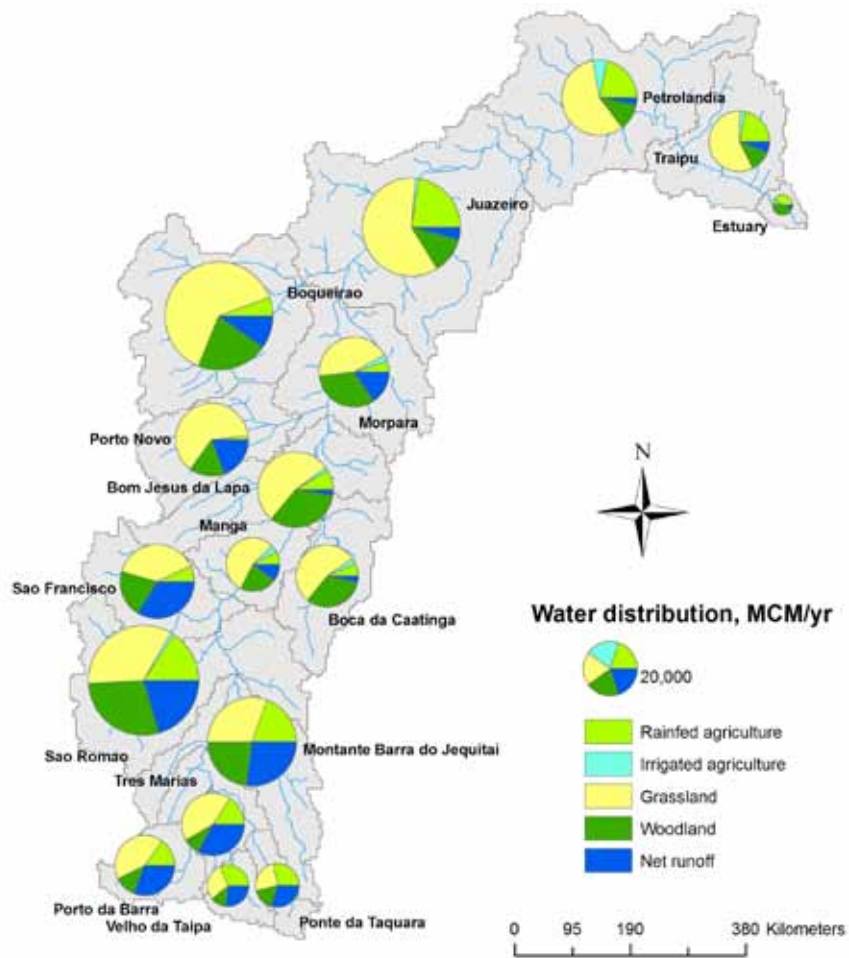 Petrolandia
Traipu
Estuary
Juazeiro
Boqueirao
Morpara
Porto Novo
Bom Jesus da Lapa
Manga
Sao Francisco
Boca da Caatinga
Sao Romao
Montante Barra do Jequitai
Tres Marias
Porto da Barra
Velho da Taipa
Ponte da Taquara
N
Water distribution, MCM/yr
20,000
Rainfed agriculture
Irrigated agriculture
Grassland
Woodland
Net runoff
0 95 190 380 Kilometers